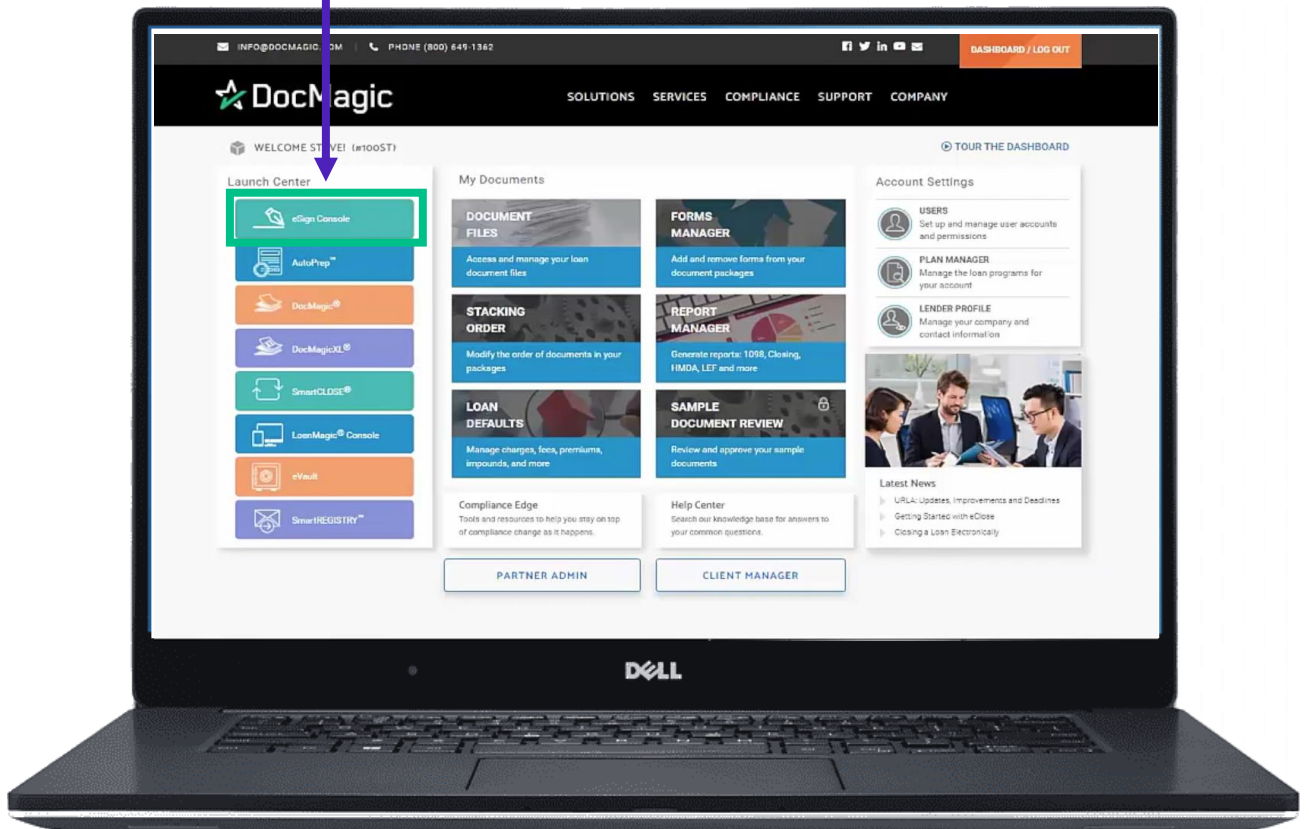 INFO@DOCMAGIC. OM | PHONE (800) 649-1362
DASHBOARD / LOG OUT
DocMagic
SOLUTIONS SERVICES COMPLIANCE SUPPORT COMPANY
WELCOME ST VE! (#100ST)
TOUR THE DASHBOARD
Launch Center
eSign Console
AutoPrep™
DocMagic®
DocMagicXL®
SmartCLOSE®
LoanMagic® Console
eVault
SmartREGISTRY™
My Documents
DOCUMENT
FILES
Access and manage your loan
document files
FORMS
MANAGER
Add and remove forms from your
document packages
STACKING
ORDER
Modify the order of documents in your
packages
REPORT
MANAGER
Generate reports: 1098, Closing,
HMDA, LEF and more
LOAN
DEFAULTS
Manage charges, fees, premiums,
impounds, and more
SAMPLE
DOCUMENT REVIEW
Review and approve your sample
documents
Compliance Edge
Tools and resources to help you stay on top
of compliance change as it happens.
Help Center
Search our knowledge base for answers to
your common questions.
PARTNER ADMIN
CLIENT MANAGER
Account Settings
USERS
Set up and manage user accounts
and permissions
PLAN MANAGER
Manage the loan programs for
your account
LENDER PROFILE
Manage your company and
contact information
Latest News
URLA: Updates, Improvements and Deadlines
Getting Started with eClose
Closing a Loan Electronically
DELL